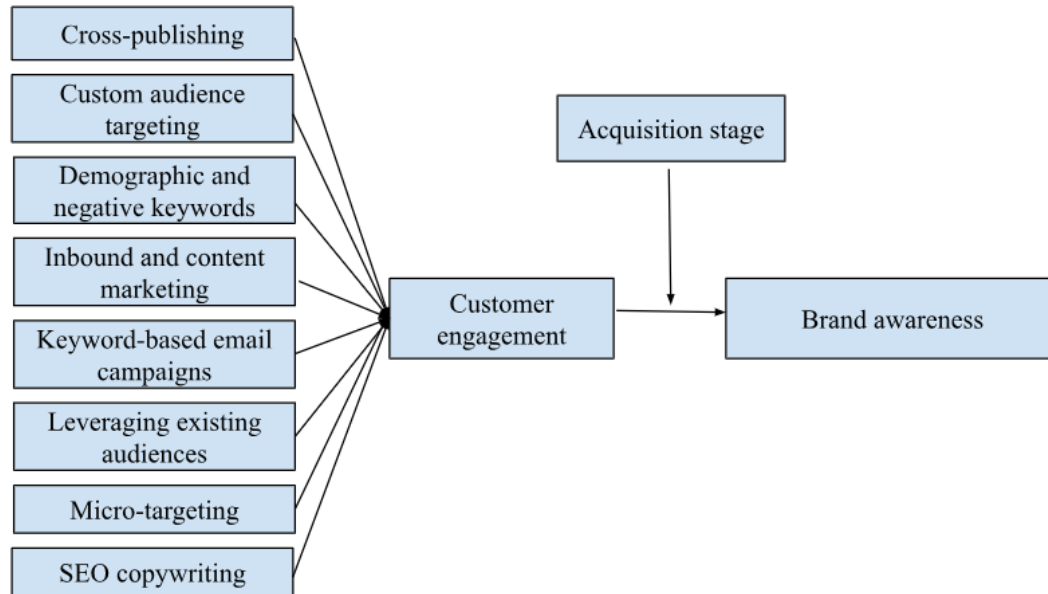 Cross-publishing
Custom audience
targeting
Demographic and
negative keywords
Inbound and content
marketing
Keyword-based email
campaigns
Leveraging existing
audiences
Micro-targeting
SEO copywriting
Customer
engagement
Acquisition stage
Brand awareness